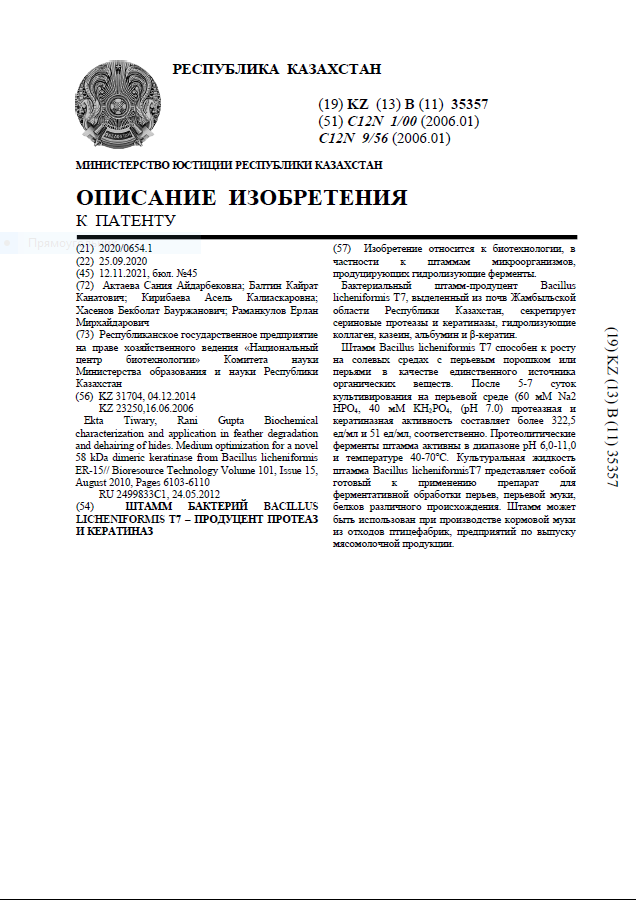 РЕСПУБЛИКА КАЗАХСТАН
(19) KZ (13) B (11) 35357
(51) C12N 1/00 (2006.01)
C12N 9/56 (2006.01)
МИНИСТЕРСТВО ЮСТИЦИИ РЕСПУБЛИКИ КАЗАХСТАН
ОПИСАНИЕ ИЗОБРЕТЕНИЯ
К ПАТЕНТУ
(21) 2020/0654.1
(22) 25.09.2020
(45) 12.11.2021, бюл. №45
(72) Актаева Сания Айдарбековна; Балтин Кайрат
Канатович; Кирибаева Асель Калиаскаровна;
Хасенов Бекболат Бауржанович; Раманкулов Ерлан
Мирхайдарович
(73) Республиканское государственное предприятие
на праве хозяйственного ведения «Национальный
центр биотехнологии» Комитета науки
Министерства образования и науки Республики
Казахстан
(56) KZ 31704, 04.12.2014
KZ 23250,16.06.2006
Ekta Tiwary, Rani Gupta Biochemical
characterization and application in feather degradation
and dehairing of hides. Medium optimization for a novel
58 kDa dimeric keratinase from Bacillus licheniformis
ER-15// Bioresource Technology Volume 101, Issue 15,
August 2010, Pages 6103-6110
RU 2499833C1, 24.05.2012
(54) ШТАММ БАКТЕРИЙ BACILLUS
LICHENIFORMIS T7 – ПРОДУЦЕНТ ПРОТЕАЗ
И КЕРАТИНАЗ
(57) Изобретение относится к биотехнологии, в
частности к штаммам микроорганизмов,
продуцирующих гидролизующие ферменты.
Бактериальный штамм-продуцент Bacillus
licheniformis T7, выделенный из почв Жамбыльской
области Республики Казахстан, секретирует
сериновые протеазы и кератиназы, гидролизующие
коллаген, казеин, альбумин и β-кератин.
Штамм Bacillus licheniformis T7 способен к росту
на солевых средах с перьевым порошком или
перьями в качестве единственного источника
органических веществ. После 5-7 суток
культивирования на перьевой среде (60 мМ Na2
HPO₄, 40 мМ KH₂PO₄, (pH 7.0) протеазная и
кератиназная активность составляет более 322,5
ед/мл и 51 ед/мл, соответственно. Протеолитические
ферменты штамма активны в диапазоне pH 6,0-11,0
и температуре 40-70°С. Культуральная жидкость
штамма Bacillus licheniformisT7 представляет собой
готовый к применению препарат для
ферментативной обработки перьев, перьевой муки,
белков различного происхождения. Штамм может
быть использован при производстве кормовой муки
из отходов птицефабрик, предприятий по выпуску
мясомолочной продукции.
(19) KZ (13) B (11) 35357